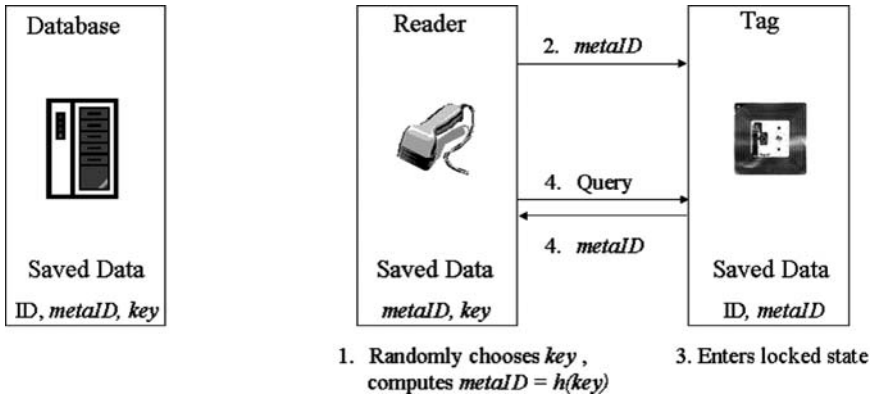 Database
Saved Data
ID, metaID, key
Reader
2. metaID
4. Query
4. metaID
Saved Data
metaID, key
Tag
Saved Data
ID, metaID
1. Randomly chooses key ,
computes metaID = h(key)
3. Enters locked state